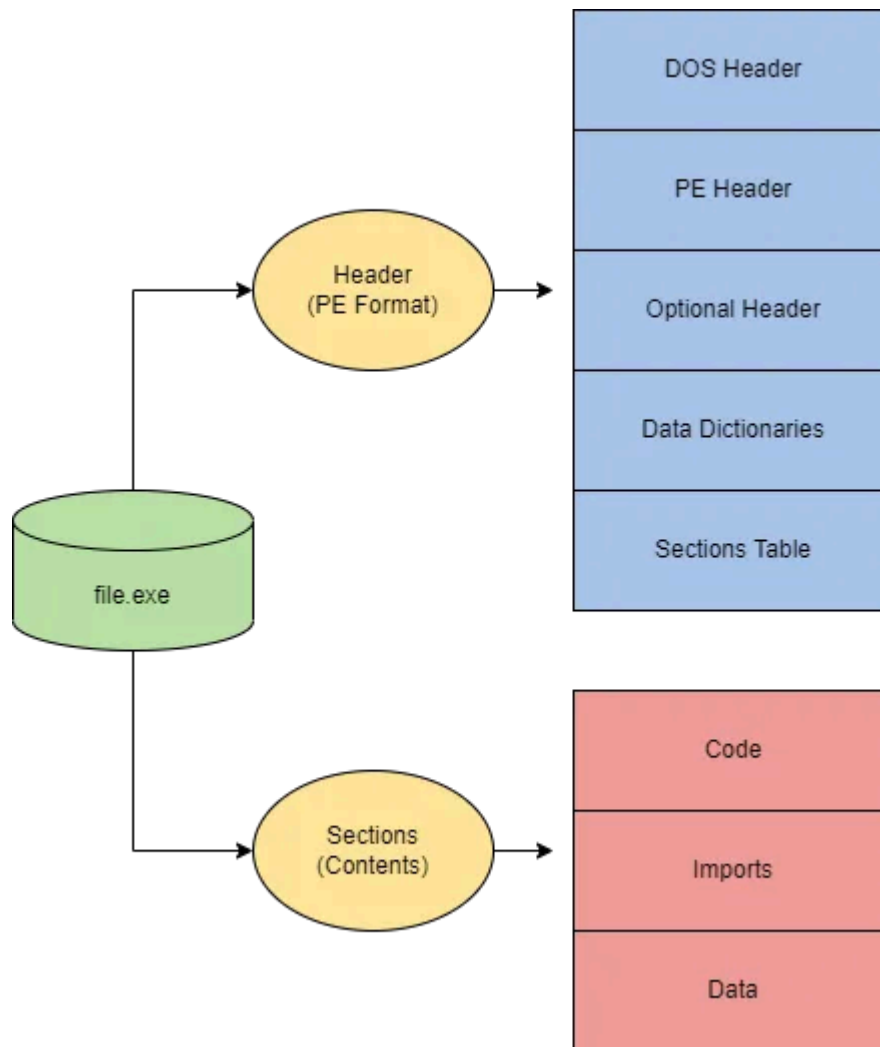 DOS Header
PE Header
Header
(PE Format)
Optional Header
Data Dictionaries
Sections Table
file.exe
Code
Sections
(Contents)
Imports
Data